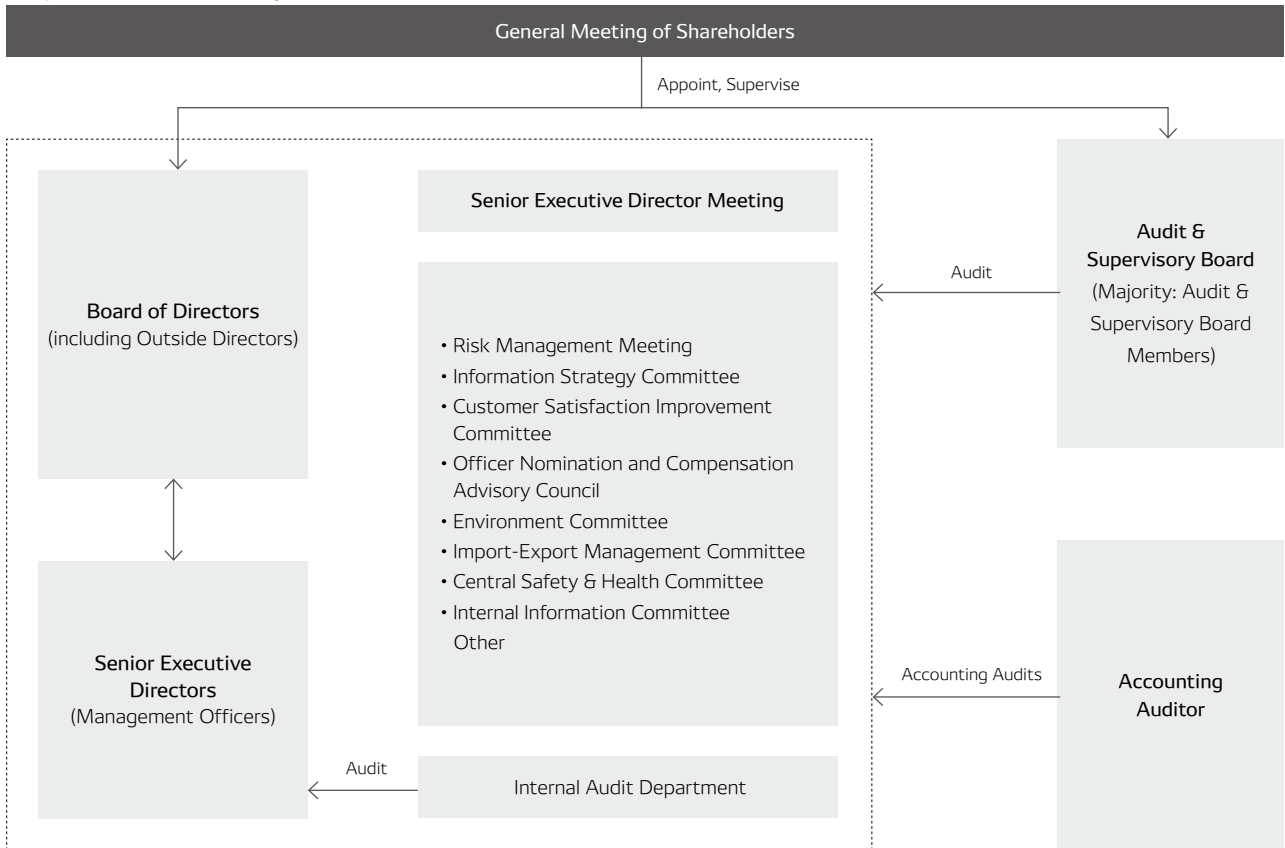 General Meeting of Shareholders
Appoint, Supervise
Board of Directors
(including Outside Directors)
Senior Executive Director Meeting
• Risk Management Meeting
• Information Strategy Committee
• Customer Satisfaction Improvement
Committee
• Officer Nomination and Compensation
Advisory Council
• Environment Committee
• Import-Export Management Committee
• Central Safety & Health Committee
• Internal Information Committee
Other
Audit
Audit &
Supervisory Board
(Majority: Audit &
Supervisory Board
Members)
Senior Executive
Directors
(Management Officers)
Audit
Internal Audit Department
Accounting Audits
Accounting
Auditor